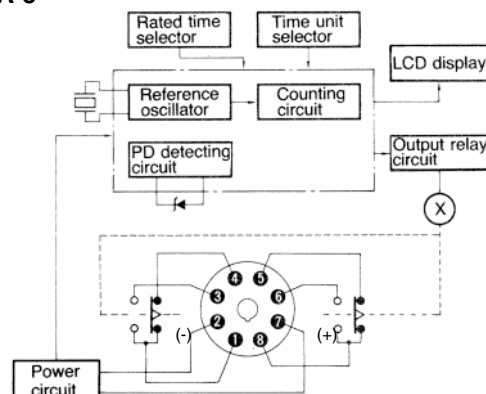 Rated time
selector
Time unit
selector
LCD display
Reference
oscillator
Counting
circuit
PD detecting
circuit
Output relay
circuit
X
4 5
3 6
2 7
(-) (+)
1 8
Power
circuit